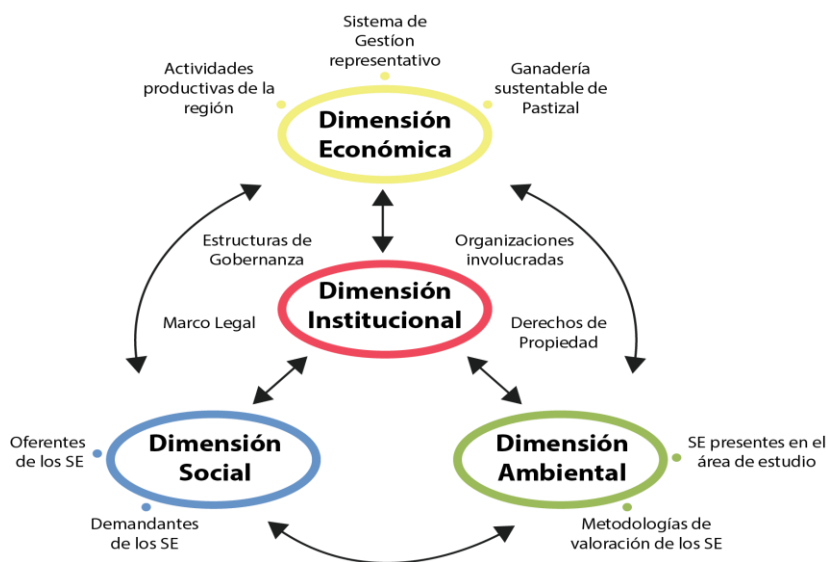 Sistema de
Gestíon
representativo
Actividades
productivas de la
región
Ganadería
sustentable de
Pastizal
Dimensión
Económica
Estructuras de
Gobernanza
Organizaciones
involucradas
Dimensión
Institucional
Marco Legal
Derechos de
Propiedad
Oferentes
de los SE
Dimensión
Social
Dimensión
Ambiental
SE presentes en el
área de estudio
Demandantes
de los SE
Metodologías de
valoración de los SE